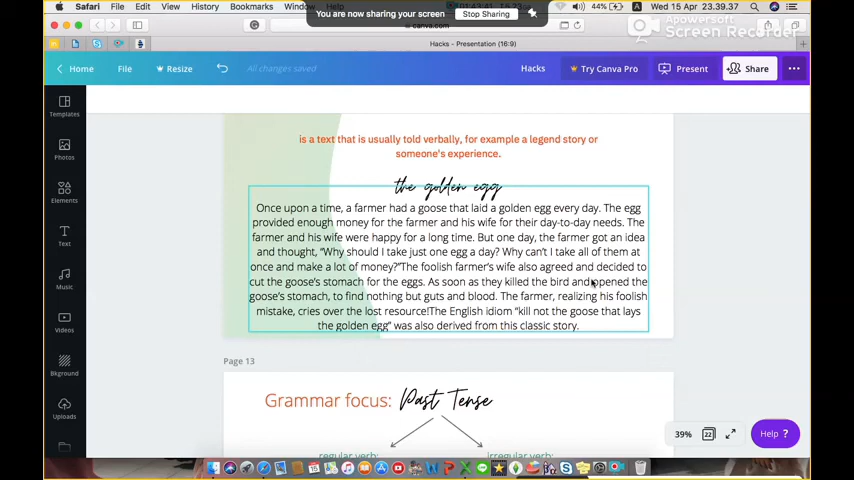 Safari File Edit View History Bookmarks Window
You are now sharing your screen Stop Sharing
44% Wed 15 Apr 23.39.37
canva.com
Apowersoft
Screen Recorder
Hacks - Presentation (16:9)
Home File Resize All changes saved Hacks Try Canva Pro Present Share
Templates
Photos
Elements
Text
Music
Videos
Bkground
Uploads
is a text that is usually told verbally, for example a legend story or
someone's experience.
the golden egg
Once upon a time, a farmer had a goose that laid a golden egg every day. The egg
provided enough money for the farmer and his wife for their day-to-day needs. The
farmer and his wife were happy for a long time. But one day, the farmer got an idea
and thought, "Why should I take just one egg a day? Why can't I take all of them at
once and make a lot of money?"The foolish farmer's wife also agreed and decided to
cut the goose's stomach for the eggs. As soon as they killed the bird and opened the
goose's stomach, to find nothing but guts and blood. The farmer, realizing his foolish
mistake, cries over the lost resource!The English idiom "kill not the goose that lays
the golden egg" was also derived from this classic story.
Page 13
Grammar focus: Past Tense
regular verb: irregular verb:
39% 22 Help ?